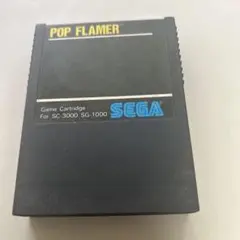 POP FLAMER
Game Cartridge
For SC-3000 SG-1000
SEGA